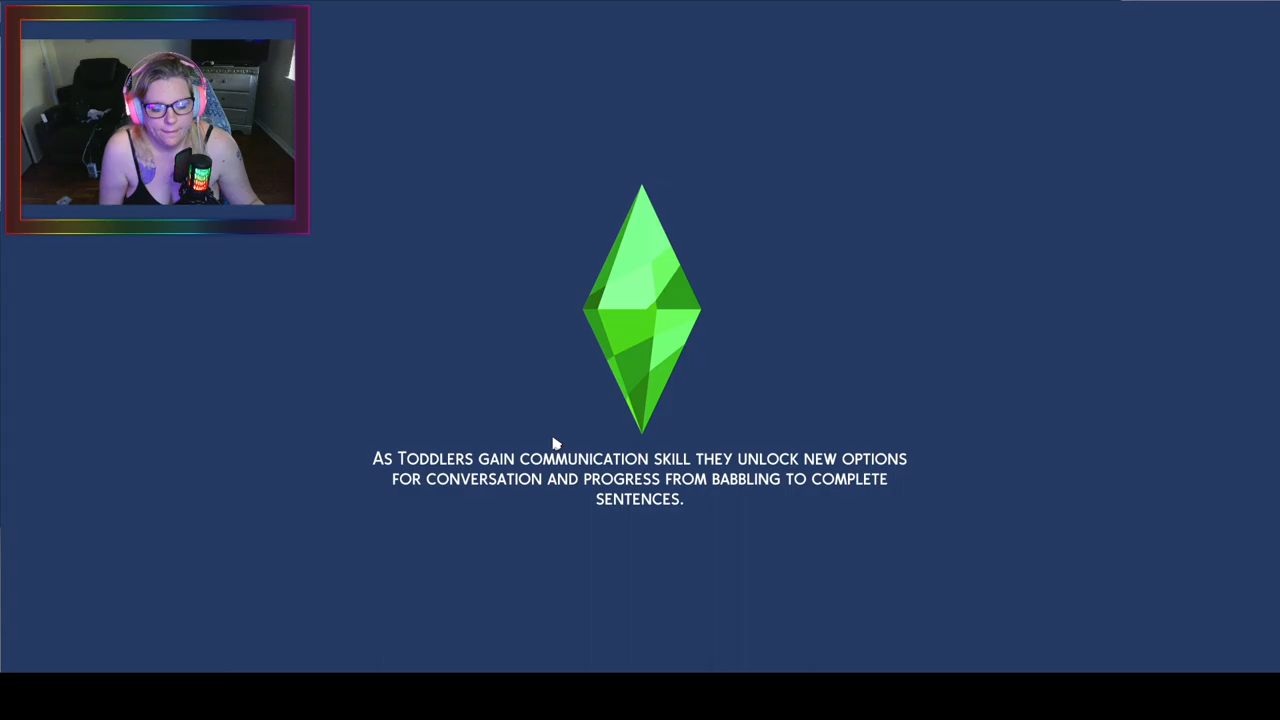 As Toddlers gain communication skill they unlock new options
for conversation and progress from babbling to complete
sentences.